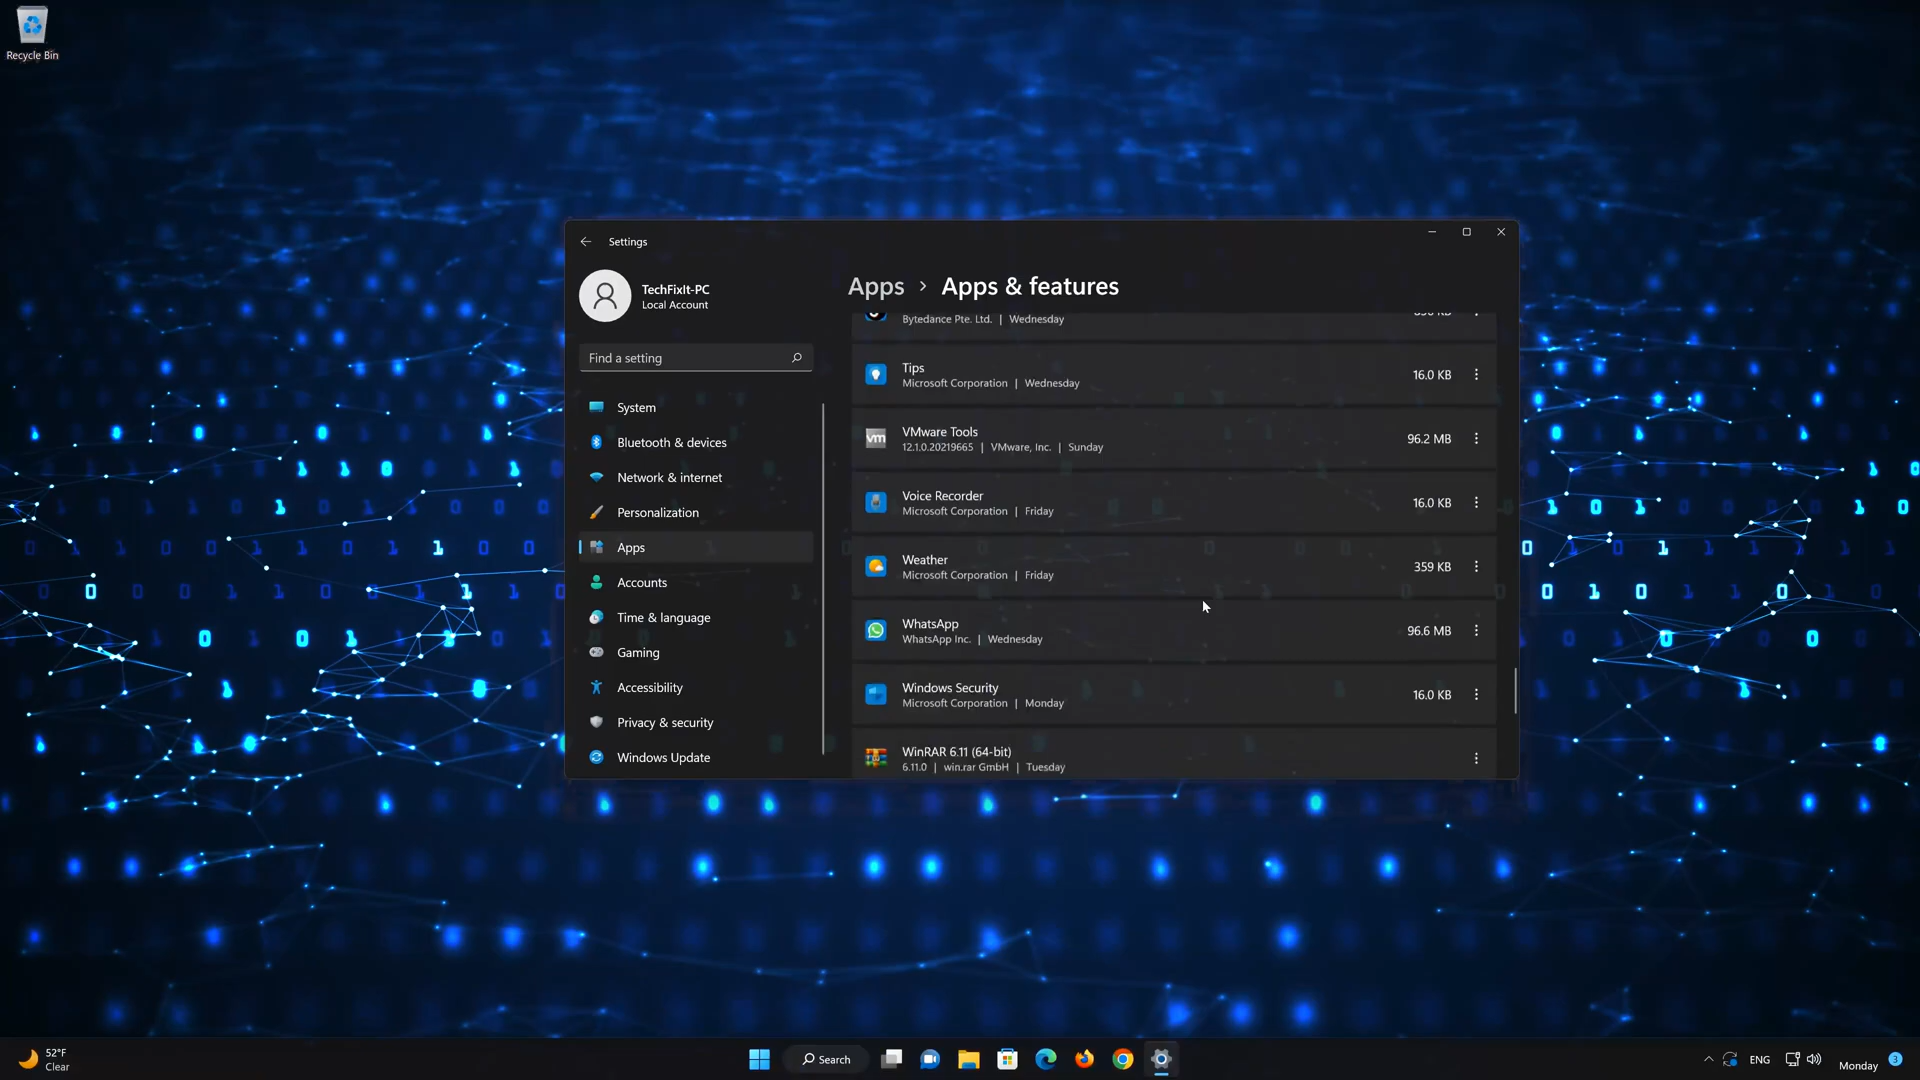 Recycle Bin
Settings
TechFixIt-PC
Local Account
Find a setting
System
Bluetooth & devices
Network & internet
Personalization
Apps
Accounts
Time & language
Gaming
Accessibility
Privacy & security
Windows Update
Apps > Apps & features
Bytedance Pte. Ltd. | Wednesday
Tips
Microsoft Corporation | Wednesday
16.0 KB
VMware Tools
12.1.0.20219665 | VMware, Inc. | Sunday
96.2 MB
Voice Recorder
Microsoft Corporation | Friday
16.0 KB
Weather
Microsoft Corporation | Friday
359 KB
WhatsApp
WhatsApp Inc. | Wednesday
96.6 MB
Windows Security
Microsoft Corporation | Monday
16.0 KB
WinRAR 6.11 (64-bit)
6.11.0 | win.rar GmbH | Tuesday
52°F
Clear
Search
ENG
Monday
3